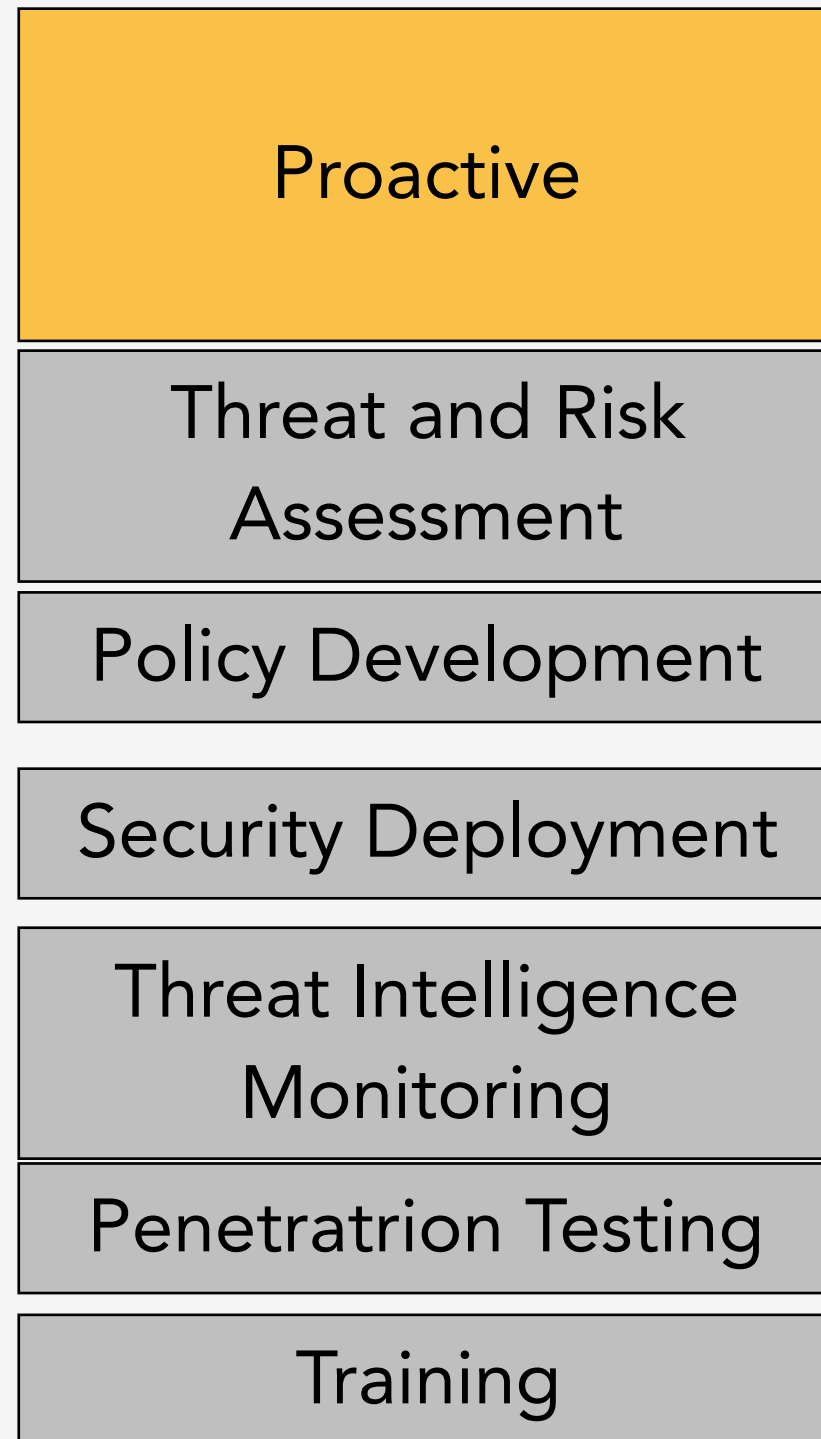 Proactive
Threat and Risk
Assessment
Policy Development
Security Deployment
Threat Intelligence
Monitoring
Penetratrion Testing
Training